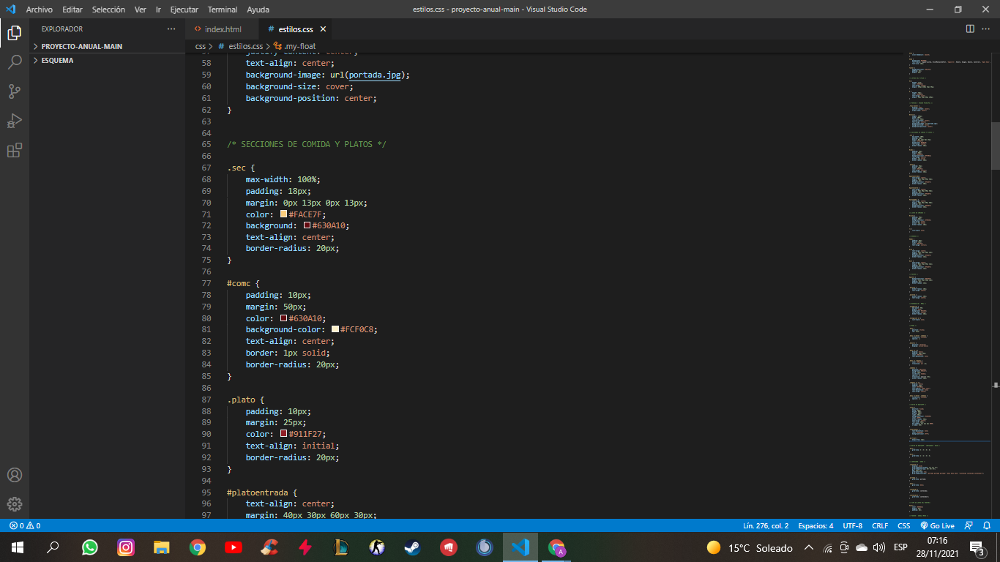 Archivo Editar Selección Ver Ir Ejecutar Terminal Ayuda
estilos.css - proyecto-anual-main - Visual Studio Code
EXPLORADOR
PROYECTO-ANUAL-MAIN
ESQUEMA
index.html
# estilos.css
css > # estilos.css > .my-float
57 justify-content: center;
58 text-align: center;
59 background-image: url(portada.jpg);
60 background-size: cover;
61 background-position: center;
62 }
63
64
65 /* SECCIONES DE COMIDA Y PLATOS */
66
67 .sec {
68 max-width: 100%;
69 padding: 18px;
70 margin: 0px 13px 0px 13px;
71 color: #FACE7F;
72 background: #630A10;
73 text-align: center;
74 border-radius: 20px;
75 }
76
77 #comc {
78 padding: 10px;
79 margin: 50px;
80 color: #630A10;
81 background-color: #FCF0C8;
82 text-align: center;
83 border: 1px solid;
84 border-radius: 20px;
85 }
86
87 .plato {
88 padding: 10px;
89 margin: 25px;
90 color: #911F27;
91 text-align: initial;
92 border-radius: 20px;
93 }
94
95 #platoentrada {
96 text-align: center;
97 margin: 40px 30px 60px 30px;
0 0
Lín. 276, col. 2 Espacios: 4 UTF-8 CRLF CSS Go Live
15°C Soleado
ESP
07:16
28/11/2021
3
A